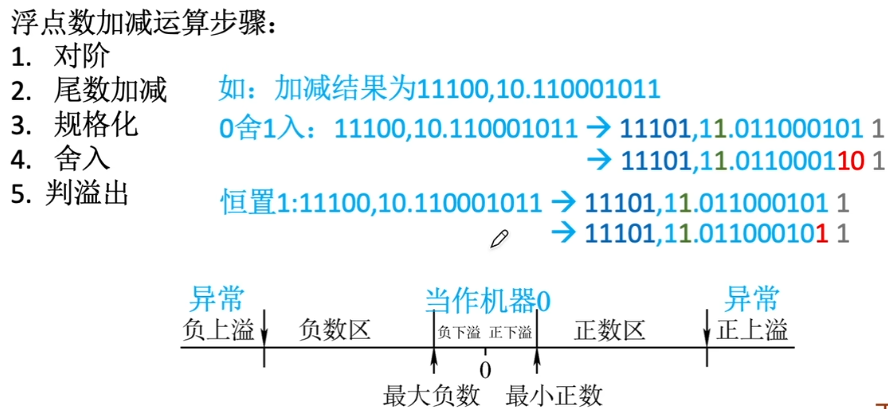 浮点数加减运算步骤：
1. 对阶
2. 尾数加减
3. 规格化
4. 舍入
5. 判溢出
如：加减结果为11100,10.110001011
0舍1入：11100,10.110001011 → 11101,11.011000101 1
→ 11101,11.011000110 1
恒置1:11100,10.110001011 → 11101,11.011000101 1
→ 11101,11.011000101 1
异常 当作机器0 异常
负上溢 负数区 负下溢 正下溢 正数区 正上溢
0
最大负数 最小正数